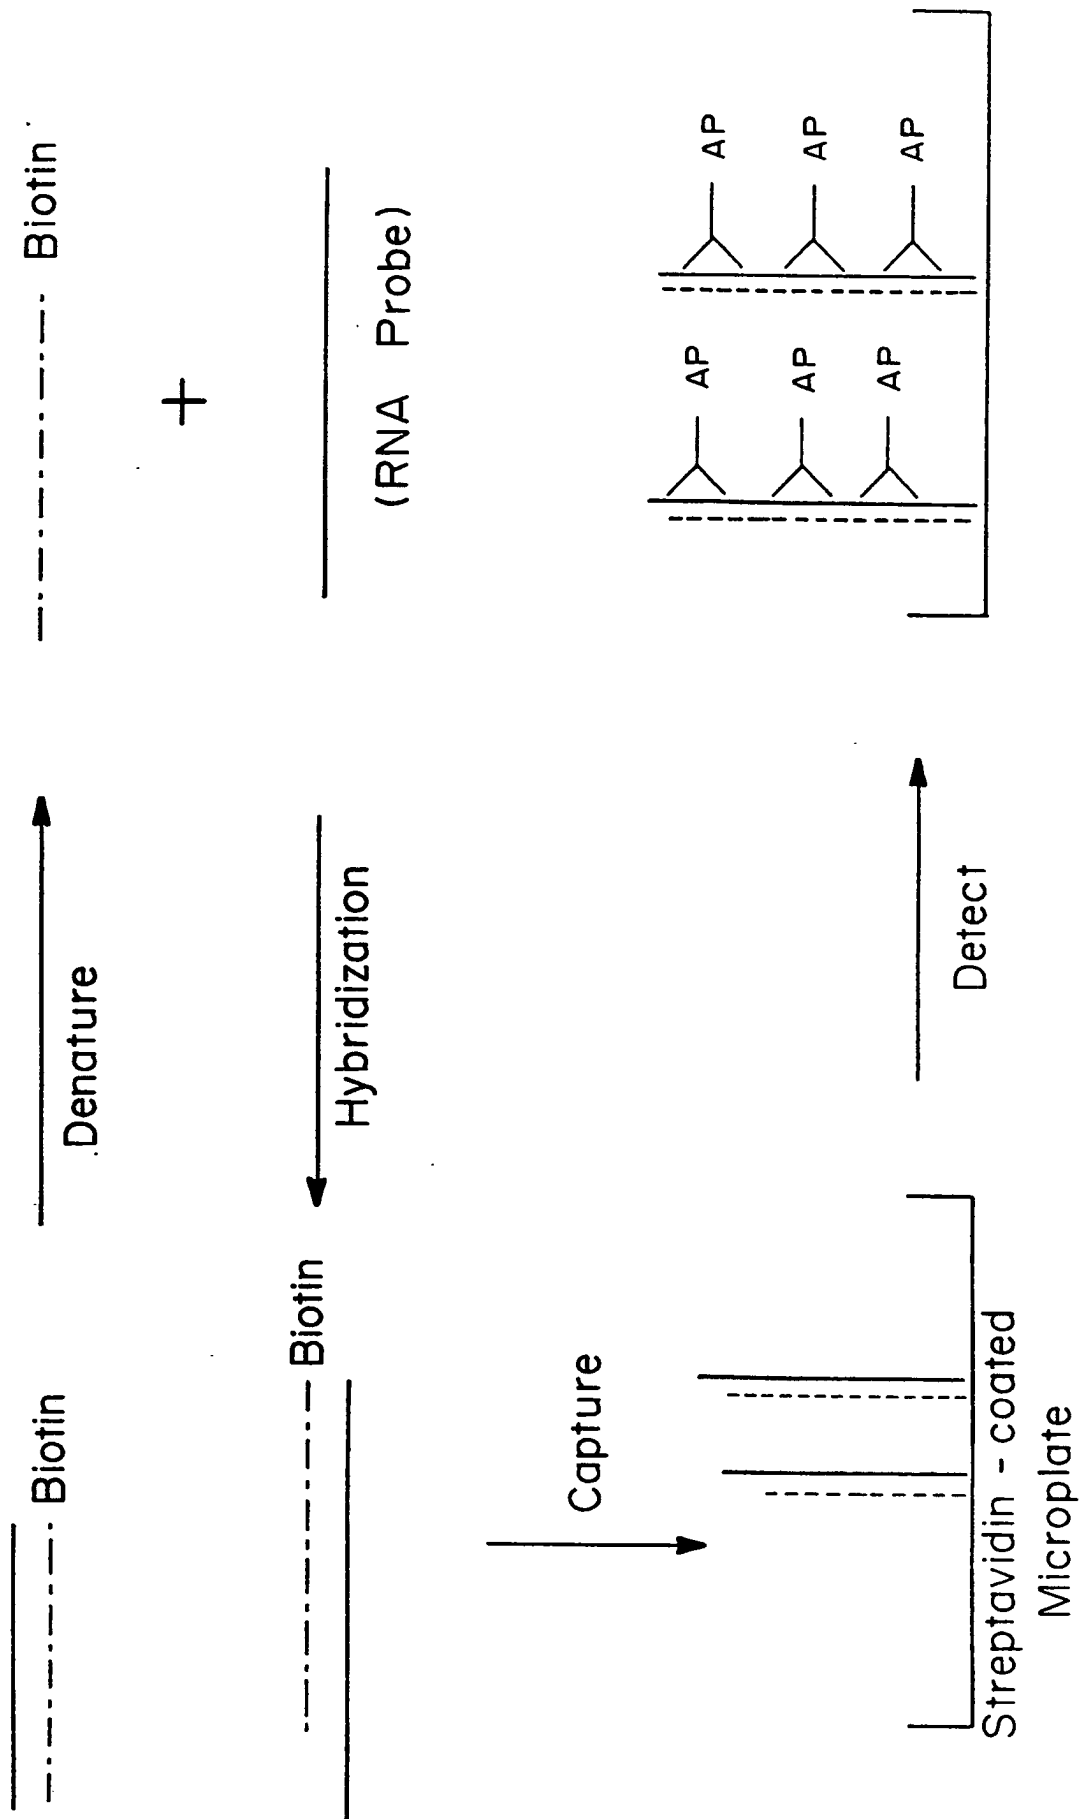 Biotin
Denature
Biotin
+
(RNA Probe)
Hybridization
Biotin
Capture
Streptavidin - coated
Microplate
Detect
AP
AP
AP
AP
AP
AP